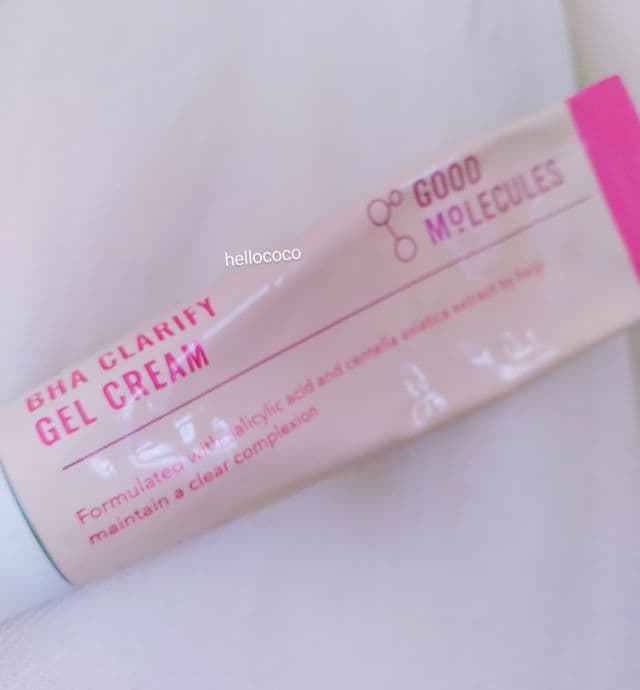 GOOD
MOLECULES
hellococo
BHA CLARIFY
GEL CREAM
Formulated with salicylic acid and centella asiatica extract to help
maintain a clear complexion